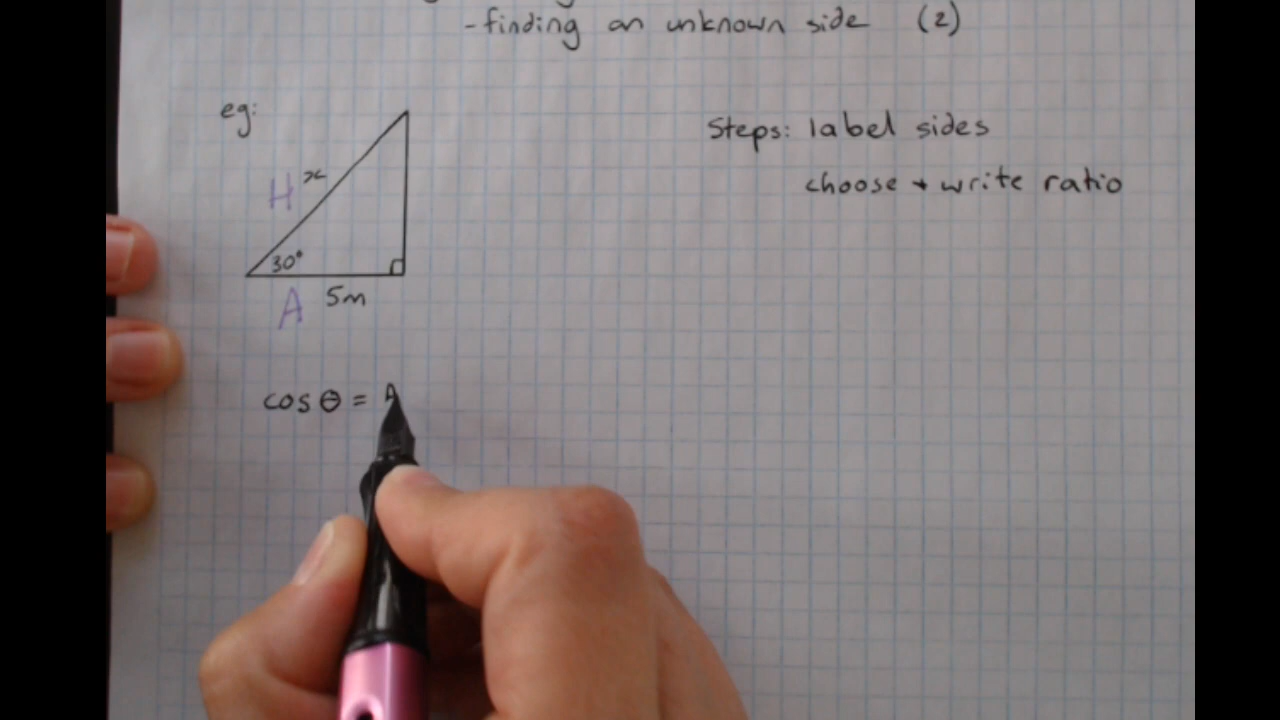 -finding an unknown side (2)
eg:
Steps: label sides
choose + write ratio
H x
30°
A 5m
cos θ = A